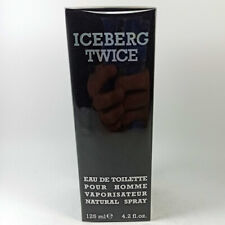 ICEBERG
TWICE
EAU DE TOILETTE
POUR HOMME
VAPORISATEUR
NATURAL SPRAY
125 ml e 4.2 fl.oz.